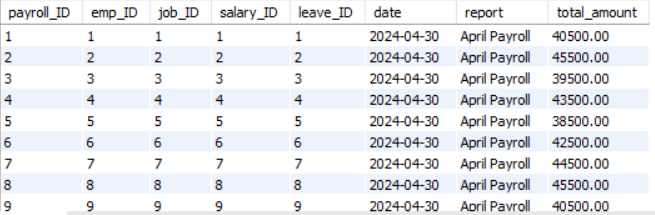 payroll_ID emp_ID job_ID salary_ID leave_ID date report total_amount
1 1 1 1 1 2024-04-30 April Payroll 40500.00
2 2 2 2 2 2024-04-30 April Payroll 45500.00
3 3 3 3 3 2024-04-30 April Payroll 39500.00
4 4 4 4 4 2024-04-30 April Payroll 43500.00
5 5 5 5 5 2024-04-30 April Payroll 38500.00
6 6 6 6 6 2024-04-30 April Payroll 42500.00
7 7 7 7 7 2024-04-30 April Payroll 44500.00
8 8 8 8 8 2024-04-30 April Payroll 45500.00
9 9 9 9 9 2024-04-30 April Payroll 40500.00